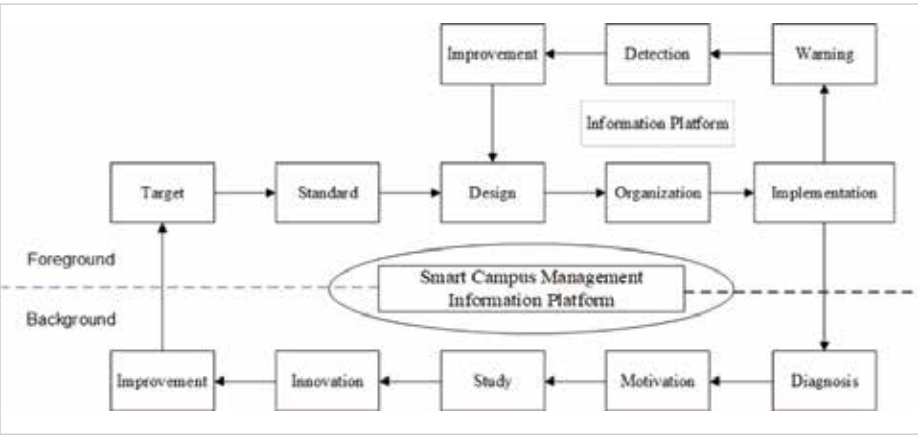 Improvement
Detection
Warning
Information Platform
Target
Standard
Design
Organization
Implementation
Foreground
Smart Campus Management
Information Platform
Background
Improvement
Innovation
Study
Motivation
Diagnosis